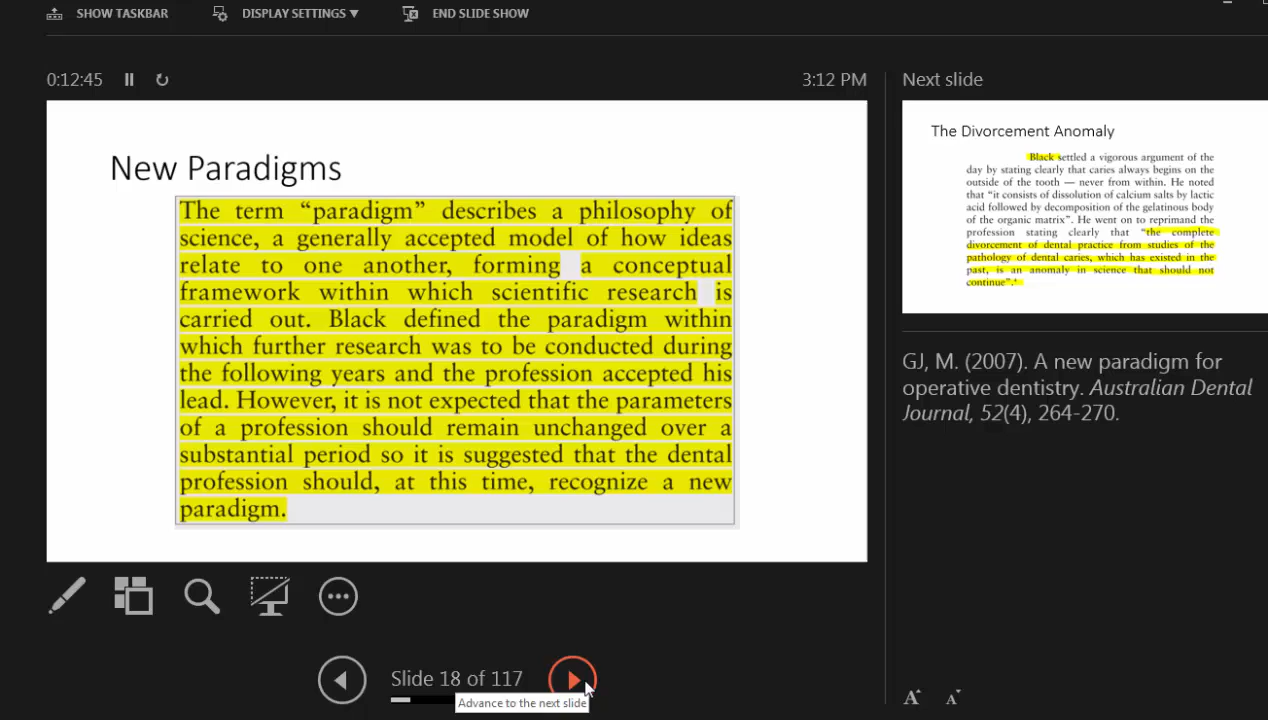 SHOW TASKBAR
DISPLAY SETTINGS ▼
END SLIDE SHOW
0:12:45
3:12 PM
New Paradigms
The term “paradigm” describes a philosophy of
science, a generally accepted model of how ideas
relate to one another, forming a conceptual
framework within which scientific research is
carried out. Black defined the paradigm within
which further research was to be conducted during
the following years and the profession accepted his
lead. However, it is not expected that the parameters
of a profession should remain unchanged over a
substantial period so it is suggested that the dental
profession should, at this time, recognize a new
paradigm.
Slide 18 of 117
Advance to the next slide
Next slide
The Divorcement Anomaly
Black settled a vigorous argument of the
day by stating clearly that caries always begins on the
outside of the tooth — never from within. He noted
that “it consists of dissolution of calcium salts by lactic
acid followed by decomposition of the gelatinous body
of the organic matrix”. He went on to reprimand the
profession stating clearly that “the complete
divorcement of dental practice from studies of the
pathology of dental caries, which has existed in the
past, is an anomaly in science that should not
continue”.⁴
GJ, M. (2007). A new paradigm for
operative dentistry. Australian Dental
Journal, 52(4), 264-270.
A A